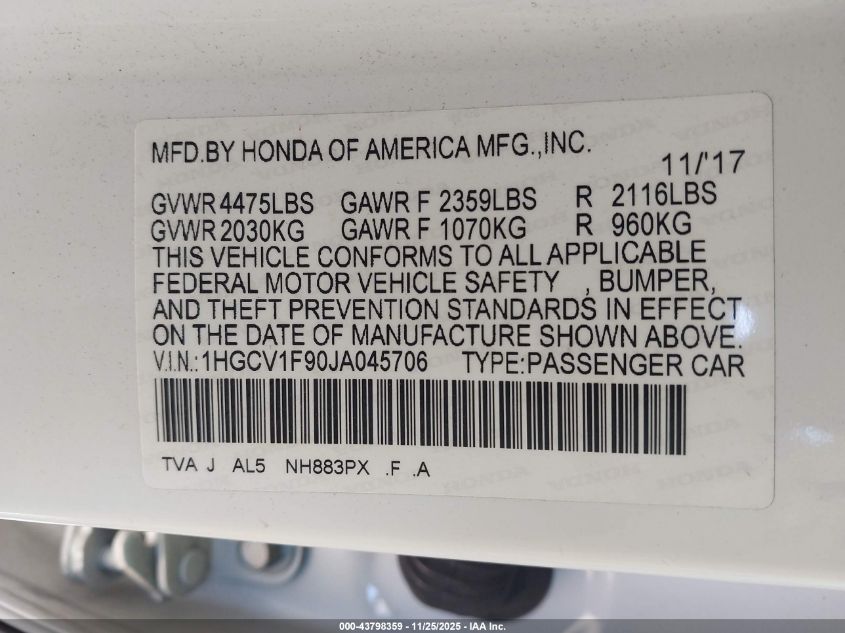 MFD.BY HONDA OF AMERICA MFG.,INC.
11/'17
GVWR 4475LBS GAWR F 2359LBS R 2116LBS
GVWR 2030KG GAWR F 1070KG R 960KG
THIS VEHICLE CONFORMS TO ALL APPLICABLE
FEDERAL MOTOR VEHICLE SAFETY , BUMPER,
AND THEFT PREVENTION STANDARDS IN EFFECT
ON THE DATE OF MANUFACTURE SHOWN ABOVE.
V.I.N.:1HGCV1F90JA045706 TYPE:PASSENGER CAR
TVA J AL5 NH883PX .F .A
000-43798359 - 11/25/2025 - IAA Inc.